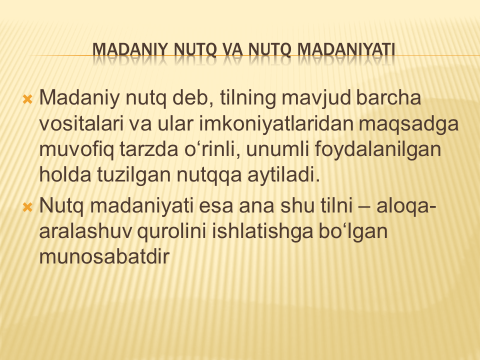 MADANIY NUTQ VA NUTQ MADANIYATI
Madaniy nutq deb, tilning mavjud barcha
vositalari va ular imkoniyatlaridan maqsadga
muvofiq tarzda o‘rinli, unumli foydalanilgan
holda tuzilgan nutqqa aytiladi.
Nutq madaniyati esa ana shu tilni – aloqa-
aralashuv qurolini ishlatishga bo‘lgan
munosabatdir